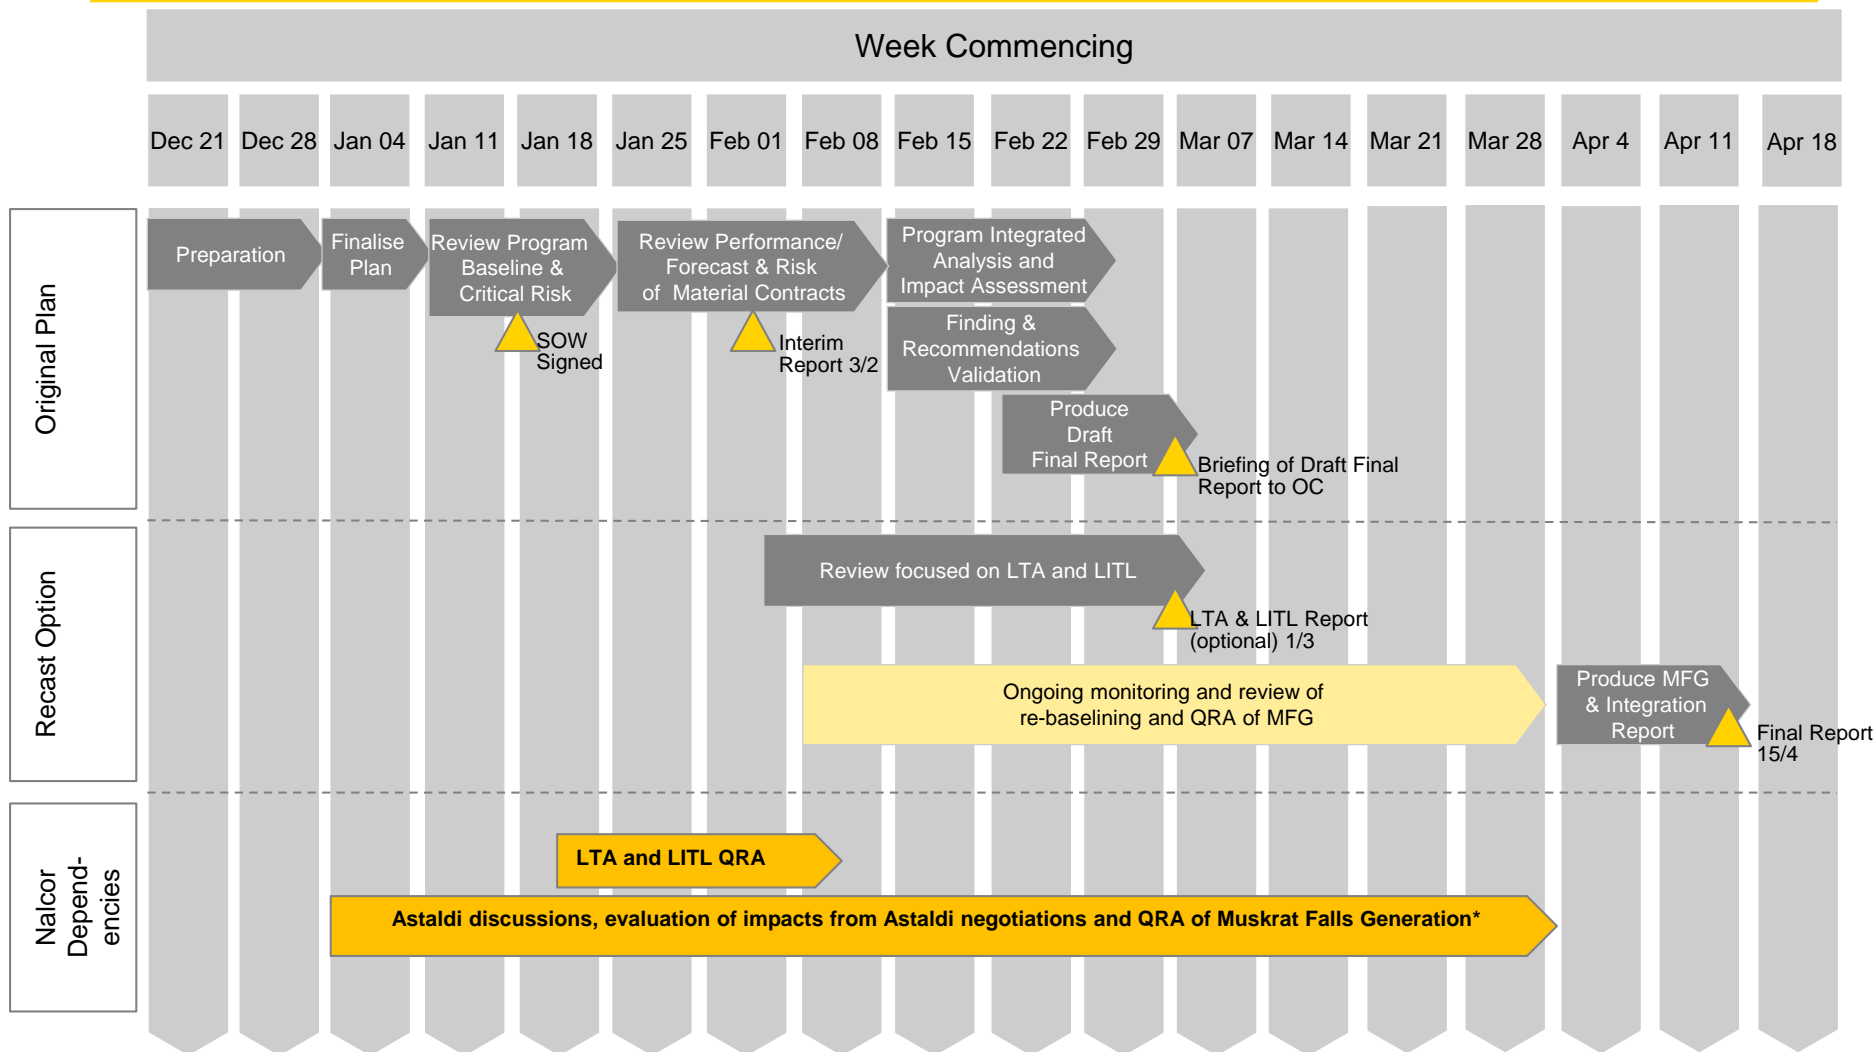 Week Commencing
Dec 21
Dec 28
Jan 04
Jan 11
Jan 18
Jan 25
Feb 01
Feb 08
Feb 15
Feb 22
Feb 29
Mar 07
Mar 14
Mar 21
Mar 28
Apr 4
Apr 11
Apr 18
Original Plan
Preparation
Finalise
Plan
Review Program
Baseline &
Critical Risk
SOW
Signed
Review Performance/
Forecast & Risk
of Material Contracts
Interim
Report 3/2
Program Integrated
Analysis and
Impact Assessment
Finding &
Recommendations
Validation
Produce
Draft
Final Report
Briefing of Draft Final
Report to OC
Recast Option
Review focused on LTA and LITL
LTA & LITL Report
(optional) 1/3
Ongoing monitoring and review of
re-baselining and QRA of MFG
Produce MFG
& Integration
Report
Final Report
15/4
Nalcor
Depend-
encies
LTA and LITL QRA
Astaldi discussions, evaluation of impacts from Astaldi negotiations and QRA of Muskrat Falls Generation*